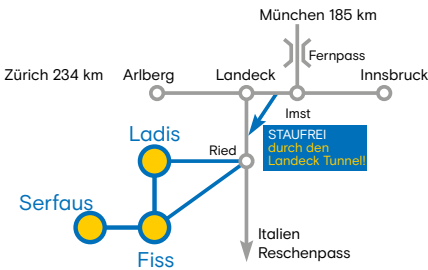 München 185 km
Fernpass
Zürich 234 km
Arlberg
Landeck
Innsbruck
Imst
STAUFREI
durch den
Landeck Tunnel!
Ladis
Ried
Serfaus
Fiss
Italien
Reschenpass